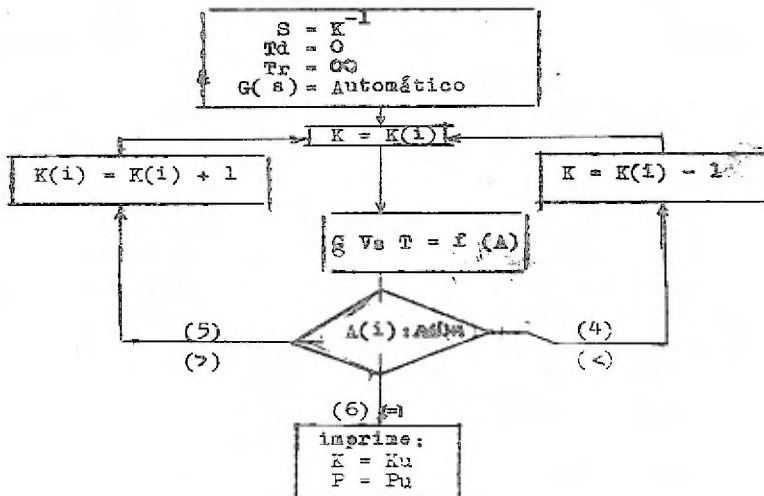 S = K⁻¹
Td = 0
Tr = ∞
G(s) = Automático
K = K(i)
K(i) = K(i) + 1
K = K(i) - 1
G Vs T = f (A)
A(i) :
(5)
(>)
(4)
(<)
(6) (=)
imprime:
K = Ku
P = Pu